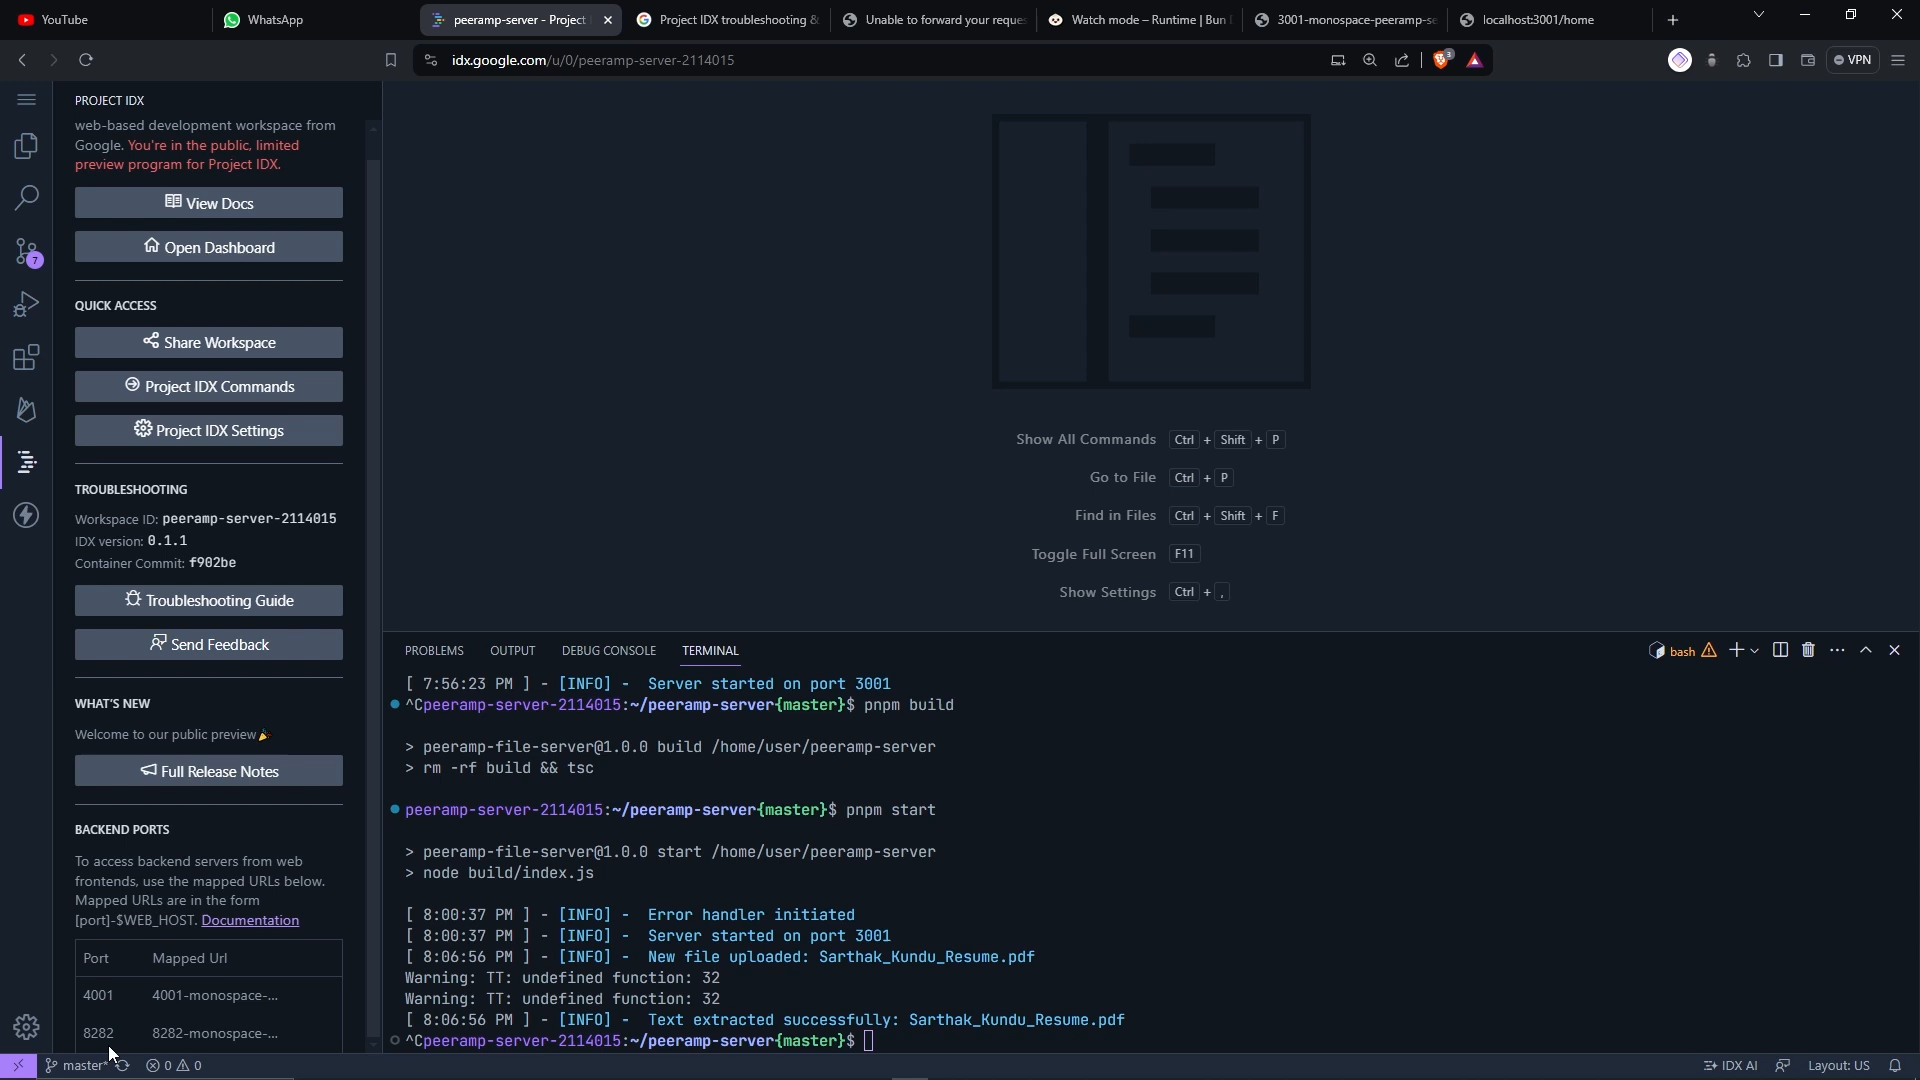 YouTube
WhatsApp
peeramp-server - Project
Project IDX troubleshooting &
Unable to forward your reques
Watch mode – Runtime | Bun
3001-monospace-peeramp-se
localhost:3001/home
idx.google.com/u/0/peeramp-server-2114015
3
VPN
PROJECT IDX
web-based development workspace from
Google. You're in the public, limited
preview program for Project IDX.
View Docs
Open Dashboard
7
QUICK ACCESS
Share Workspace
Project IDX Commands
Project IDX Settings
TROUBLESHOOTING
Workspace ID: peeramp-server-2114015
IDX version: 0.1.1
Container Commit: f902be
Troubleshooting Guide
Send Feedback
WHAT'S NEW
Welcome to our public preview🎉
Full Release Notes
BACKEND PORTS
To access backend servers from web
frontends, use the mapped URLs below.
Mapped URLs are in the form
[port]-$WEB_HOST. Documentation
Port Mapped Url
4001 4001-monospace-...
8282 8282-monospace-...
Show All Commands Ctrl + Shift + P
Go to File Ctrl + P
Find in Files Ctrl + Shift + F
Toggle Full Screen F11
Show Settings Ctrl + ,
PROBLEMS OUTPUT DEBUG CONSOLE TERMINAL
bash
[ 7:56:23 PM ] - [INFO] - Server started on port 3001
^Cpeeramp-server-2114015:~/peeramp-server{master}$ pnpm build
> peeramp-file-server@1.0.0 build /home/user/peeramp-server
> rm -rf build && tsc
peeramp-server-2114015:~/peeramp-server{master}$ pnpm start
> peeramp-file-server@1.0.0 start /home/user/peeramp-server
> node build/index.js
[ 8:00:37 PM ] - [INFO] - Error handler initiated
[ 8:00:37 PM ] - [INFO] - Server started on port 3001
[ 8:06:56 PM ] - [INFO] - New file uploaded: Sarthak_Kundu_Resume.pdf
Warning: TT: undefined function: 32
Warning: TT: undefined function: 32
[ 8:06:56 PM ] - [INFO] - Text extracted successfully: Sarthak_Kundu_Resume.pdf
^Cpeeramp-server-2114015:~/peeramp-server{master}$
master* 0 0
IDX AI Layout: US